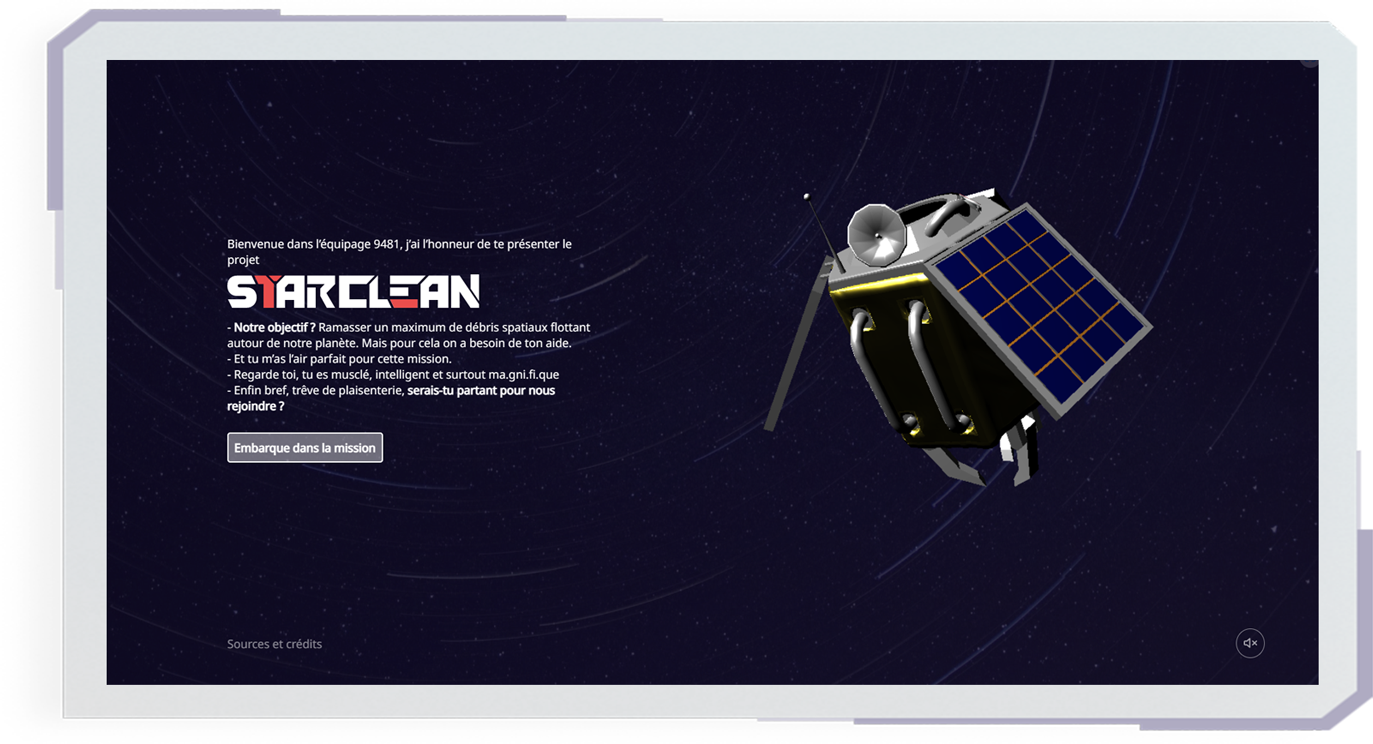 Bienvenue dans l'équipage 9481, j'ai l'honneur de te présenter le
projet
STARCLEAN
- Notre objectif ? Ramasser un maximum de débris spatiaux flottant
autour de notre planète. Mais pour cela on a besoin de ton aide.
- Et tu m'as l'air parfait pour cette mission.
- Regarde toi, tu es musclé, intelligent et surtout ma.gni.fi.que
- Enfin bref, trêve de plaisenterie, serais-tu partant pour nous
rejoindre ?
Embarque dans la mission
Sources et crédits